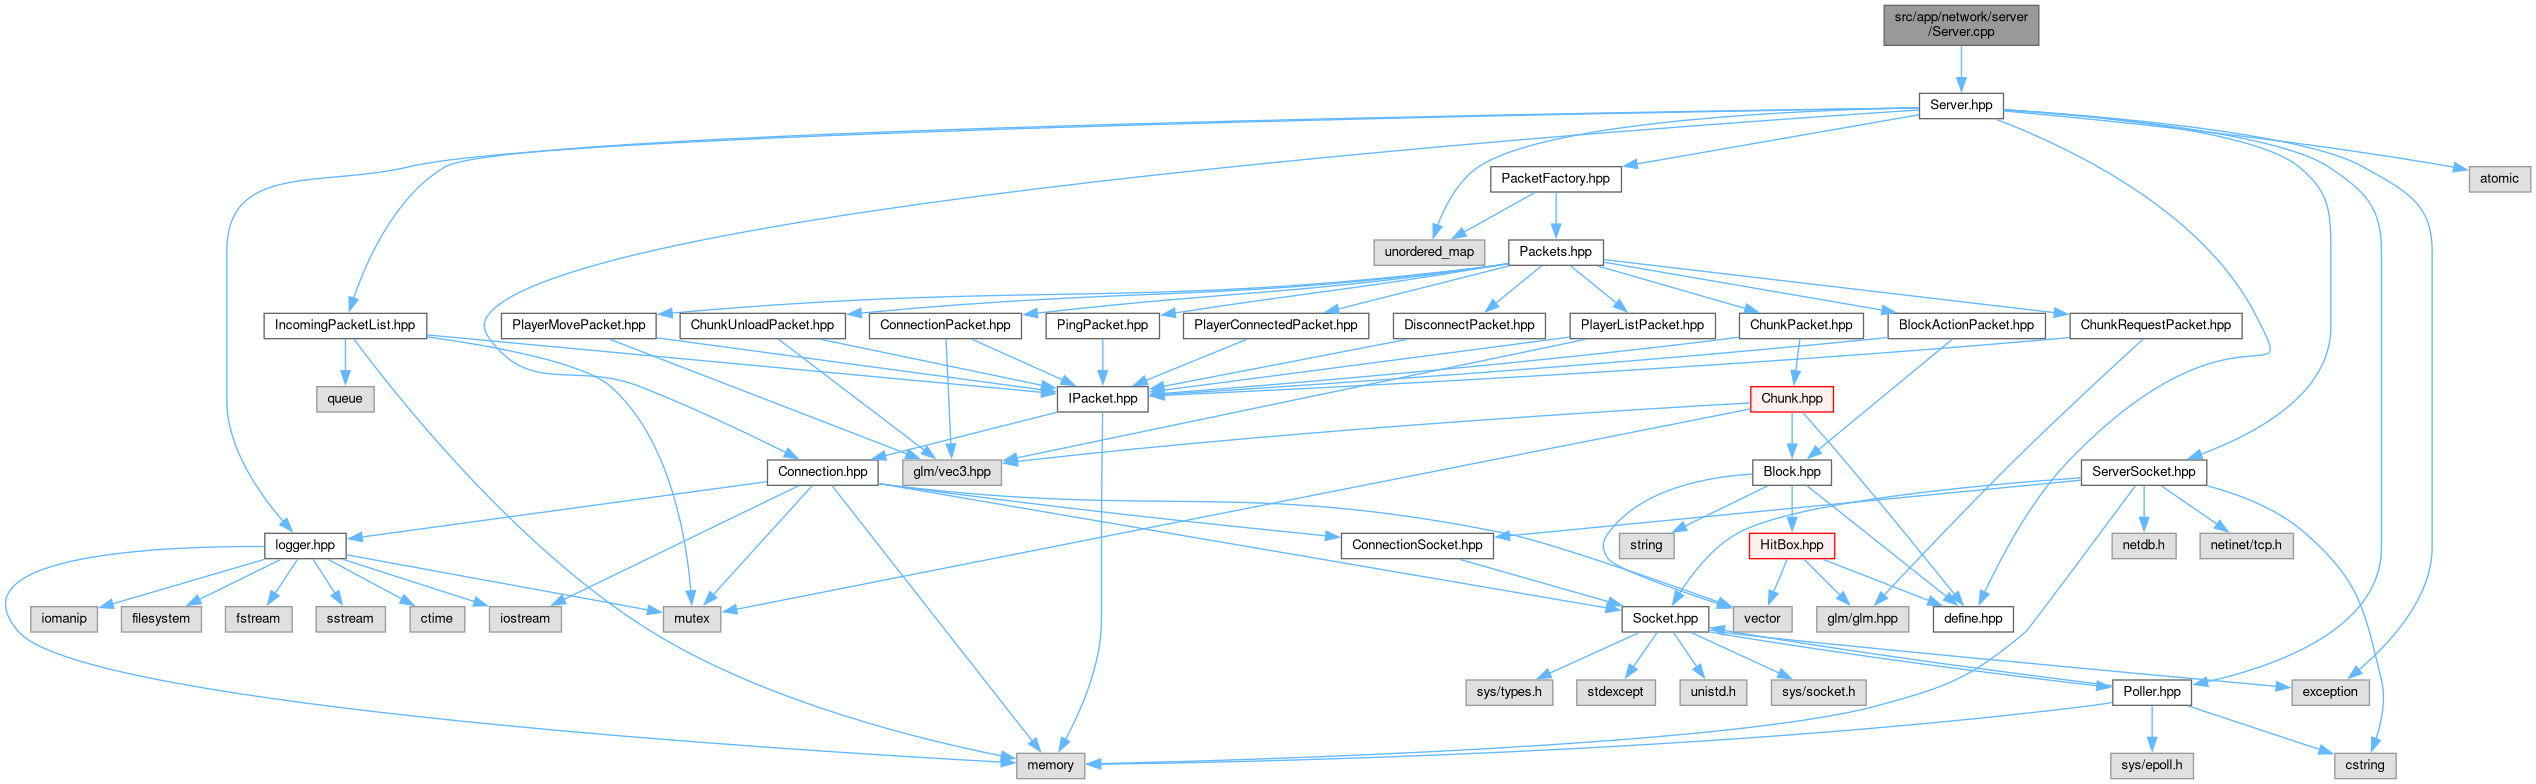 src/app/network/server
/Server.cpp
Server.hpp
PacketFactory.hpp
atomic
unordered_map
Packets.hpp
IncomingPacketList.hpp
PlayerMovePacket.hpp
ChunkUnloadPacket.hpp
ConnectionPacket.hpp
PingPacket.hpp
PlayerConnectedPacket.hpp
DisconnectPacket.hpp
PlayerListPacket.hpp
ChunkPacket.hpp
BlockActionPacket.hpp
ChunkRequestPacket.hpp
queue
IPacket.hpp
Chunk.hpp
Connection.hpp
glm/vec3.hpp
Block.hpp
ServerSocket.hpp
logger.hpp
ConnectionSocket.hpp
string
HitBox.hpp
netdb.h
netinet/tcp.h
iomanip
filesystem
fstream
sstream
ctime
iostream
mutex
Socket.hpp
vector
glm/glm.hpp
define.hpp
sys/types.h
stdexcept
unistd.h
sys/socket.h
Poller.hpp
exception
memory
sys/epoll.h
cstring